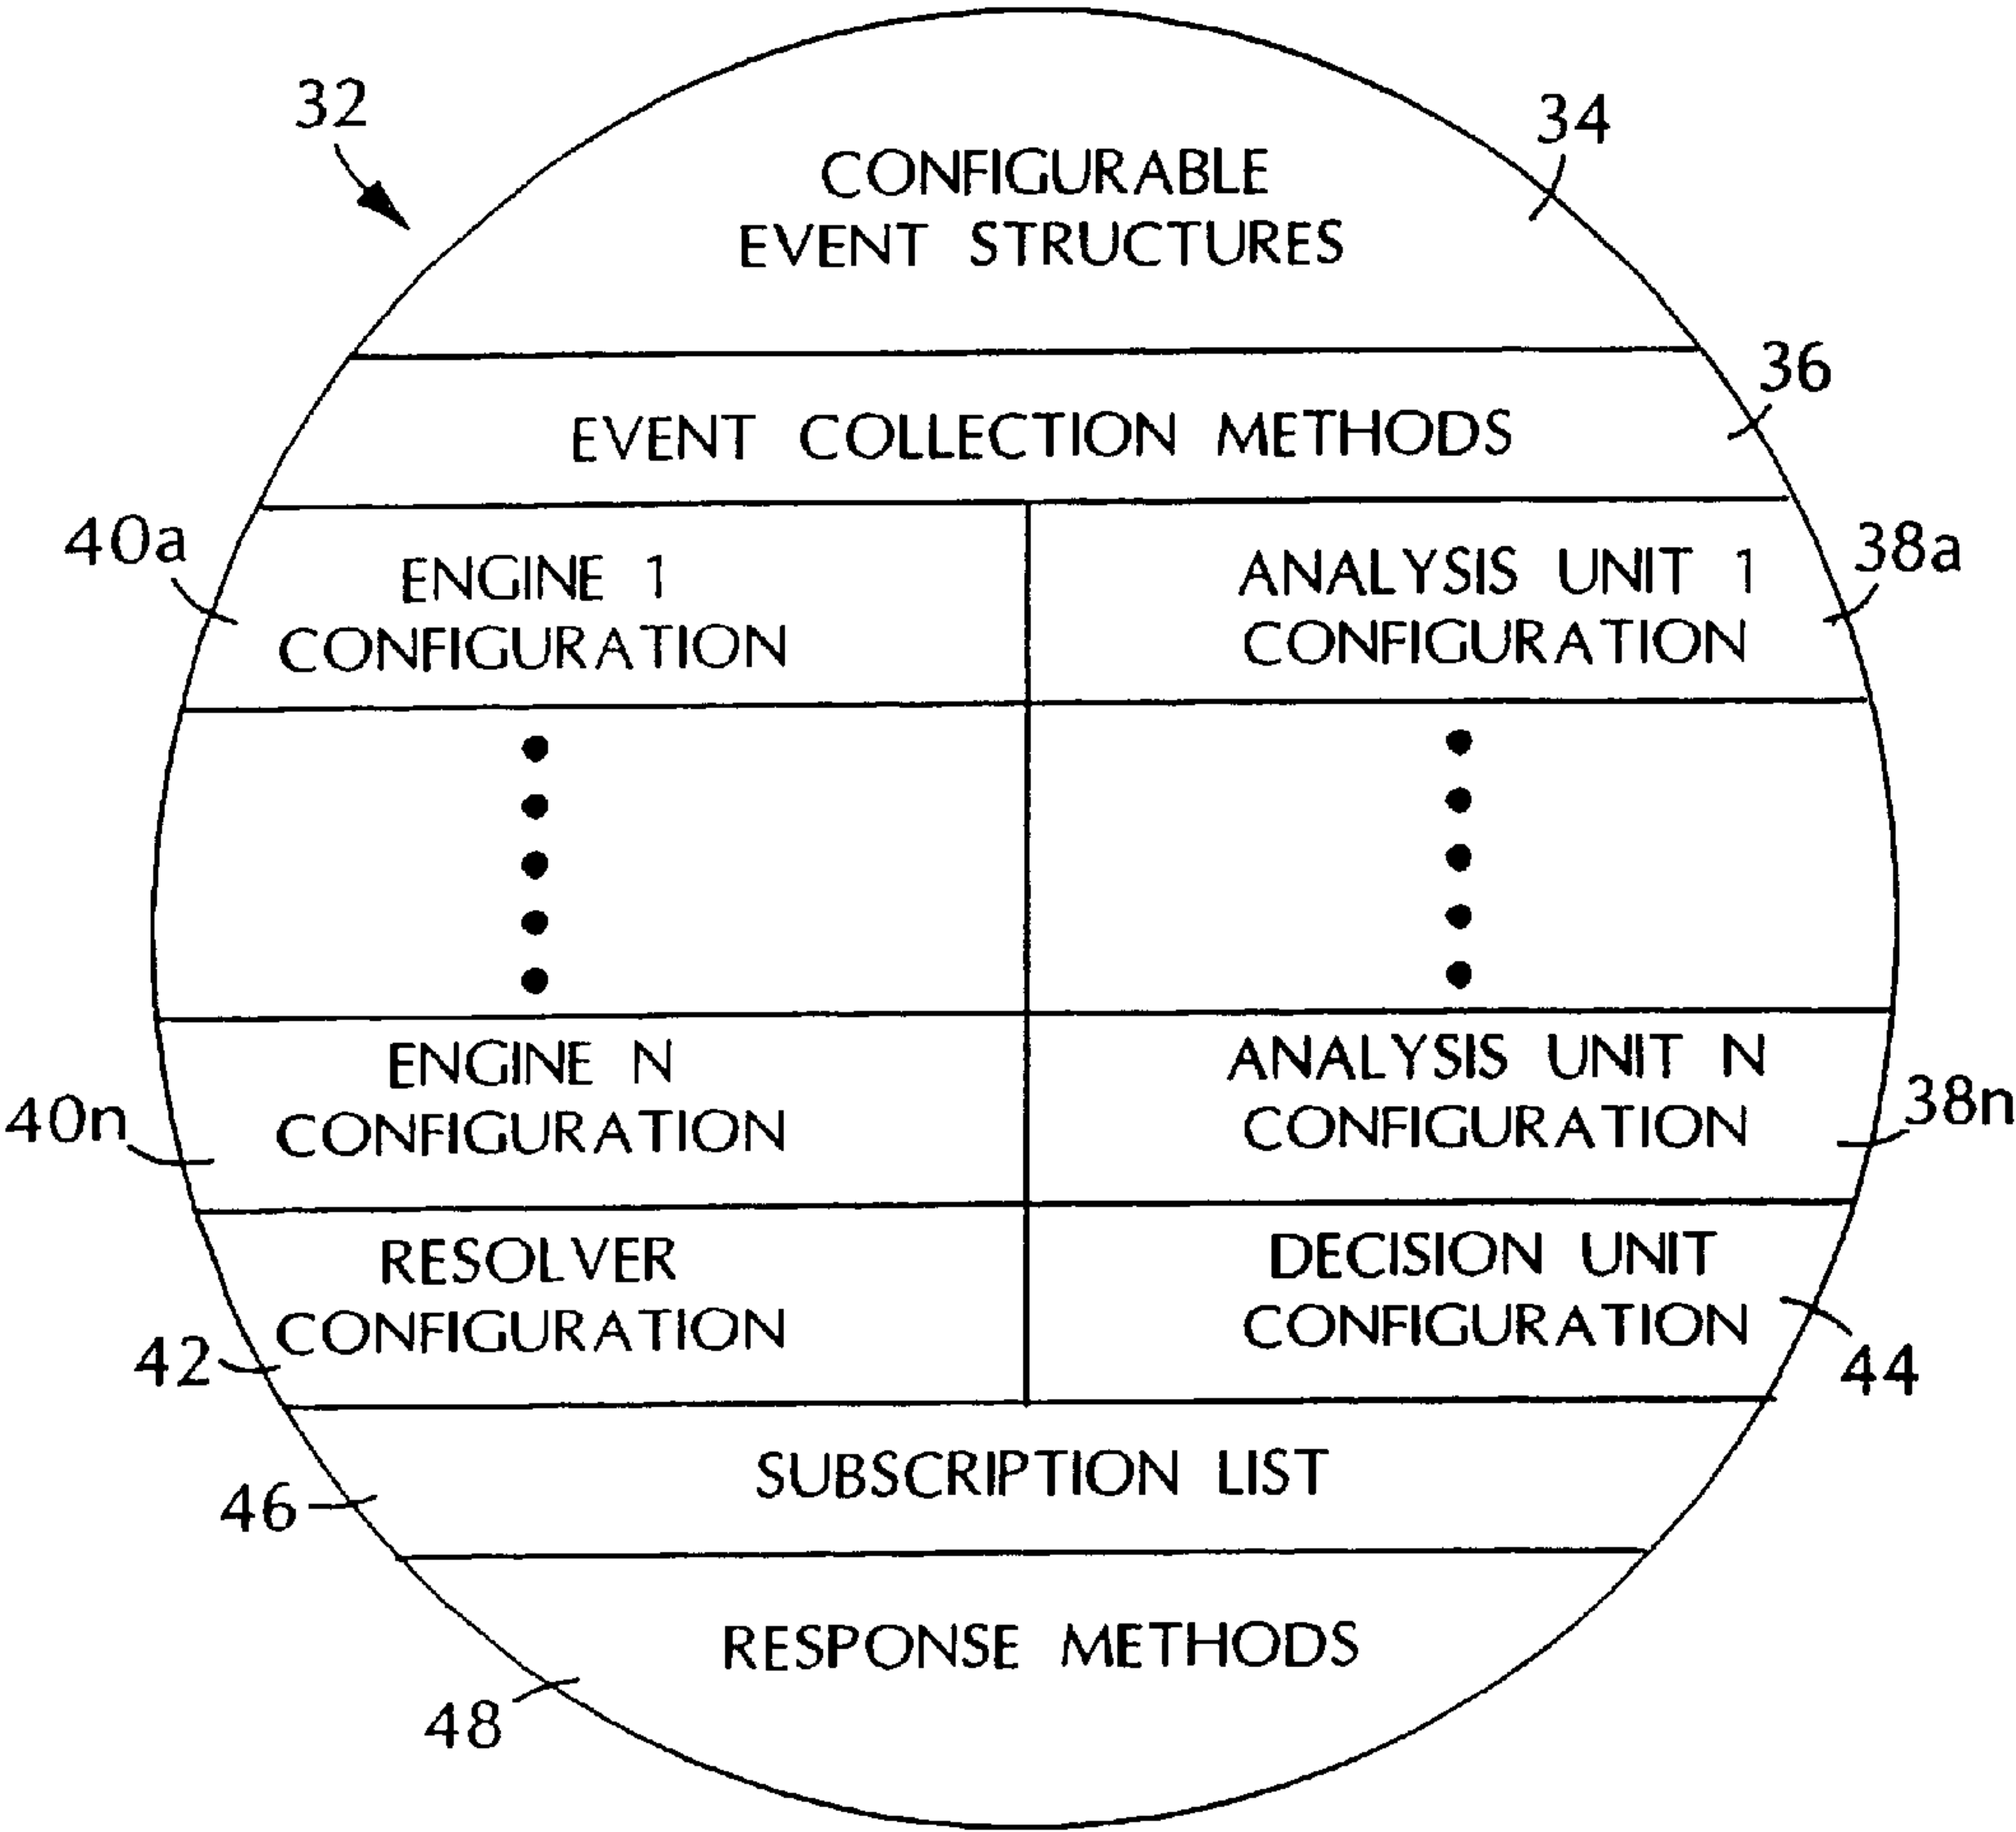 32
34
CONFIGURABLE
EVENT STRUCTURES
36
EVENT COLLECTION METHODS
40a
ENGINE 1
CONFIGURATION
38a
ANALYSIS UNIT 1
CONFIGURATION
40n
ENGINE N
CONFIGURATION
38n
ANALYSIS UNIT N
CONFIGURATION
42
RESOLVER
CONFIGURATION
44
DECISION UNIT
CONFIGURATION
46
SUBSCRIPTION LIST
48
RESPONSE METHODS